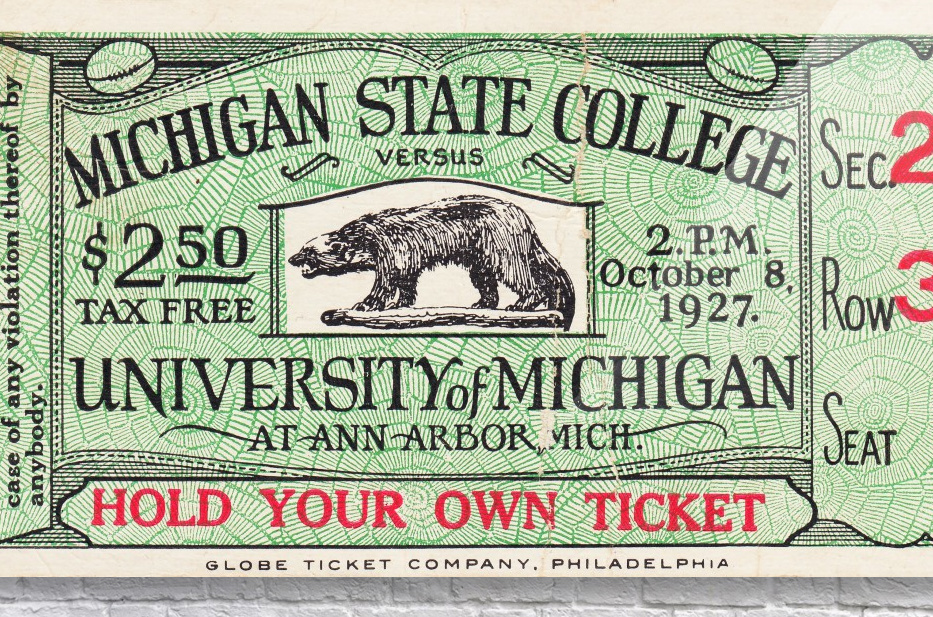 case of any violation thereof by
anybody.
MICHIGAN STATE COLLEGE
VERSUS
$2.50
TAX FREE
2.P.M.
October 8,
1927.
UNIVERSITY of MICHIGAN
AT ANN ARBOR, MICH.
HOLD YOUR OWN TICKET
SEC. 2
ROW 3
SEAT
GLOBE TICKET COMPANY, PHILADELPHIA